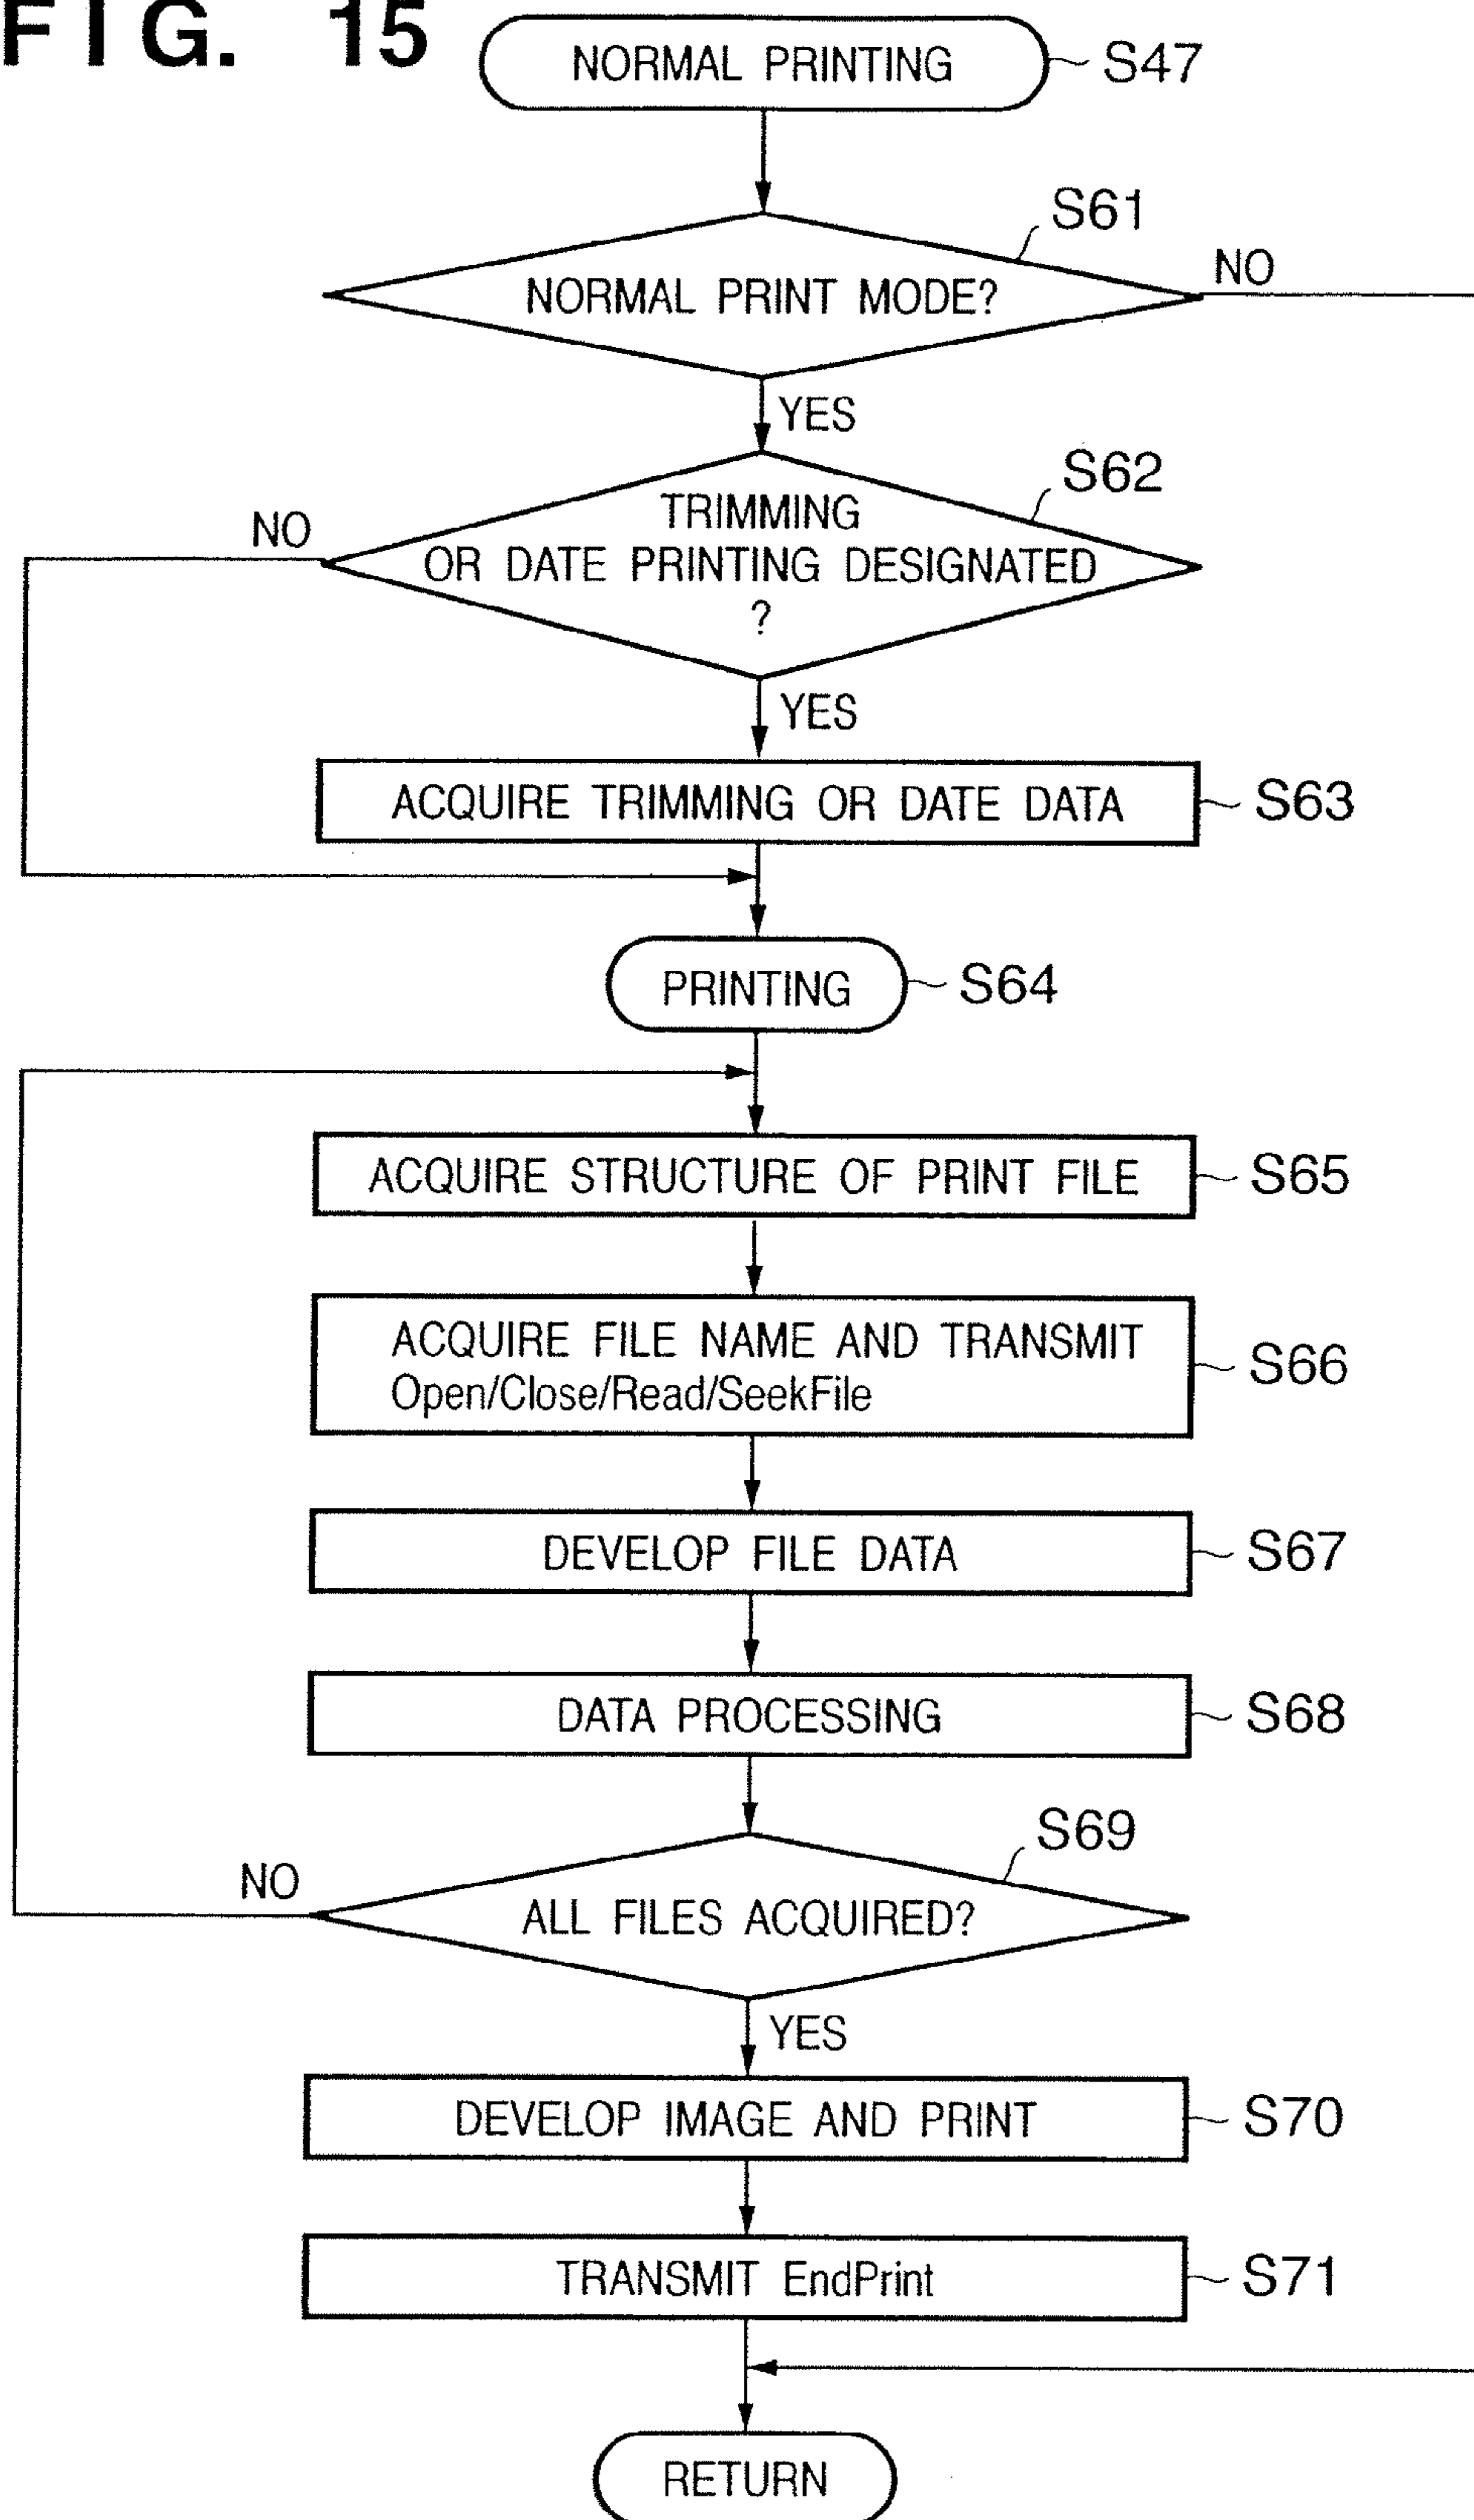 FIG. 15
NORMAL PRINTING
S47
S61
NORMAL PRINT MODE?
NO
YES
S62
TRIMMING
OR DATE PRINTING DESIGNATED
?
NO
YES
ACQUIRE TRIMMING OR DATE DATA
S63
PRINTING
S64
ACQUIRE STRUCTURE OF PRINT FILE
S65
ACQUIRE FILE NAME AND TRANSMIT
Open/Close/Read/SeekFile
S66
DEVELOP FILE DATA
S67
DATA PROCESSING
S68
S69
NO
ALL FILES ACQUIRED?
YES
DEVELOP IMAGE AND PRINT
S70
TRANSMIT EndPrint
S71
RETURN